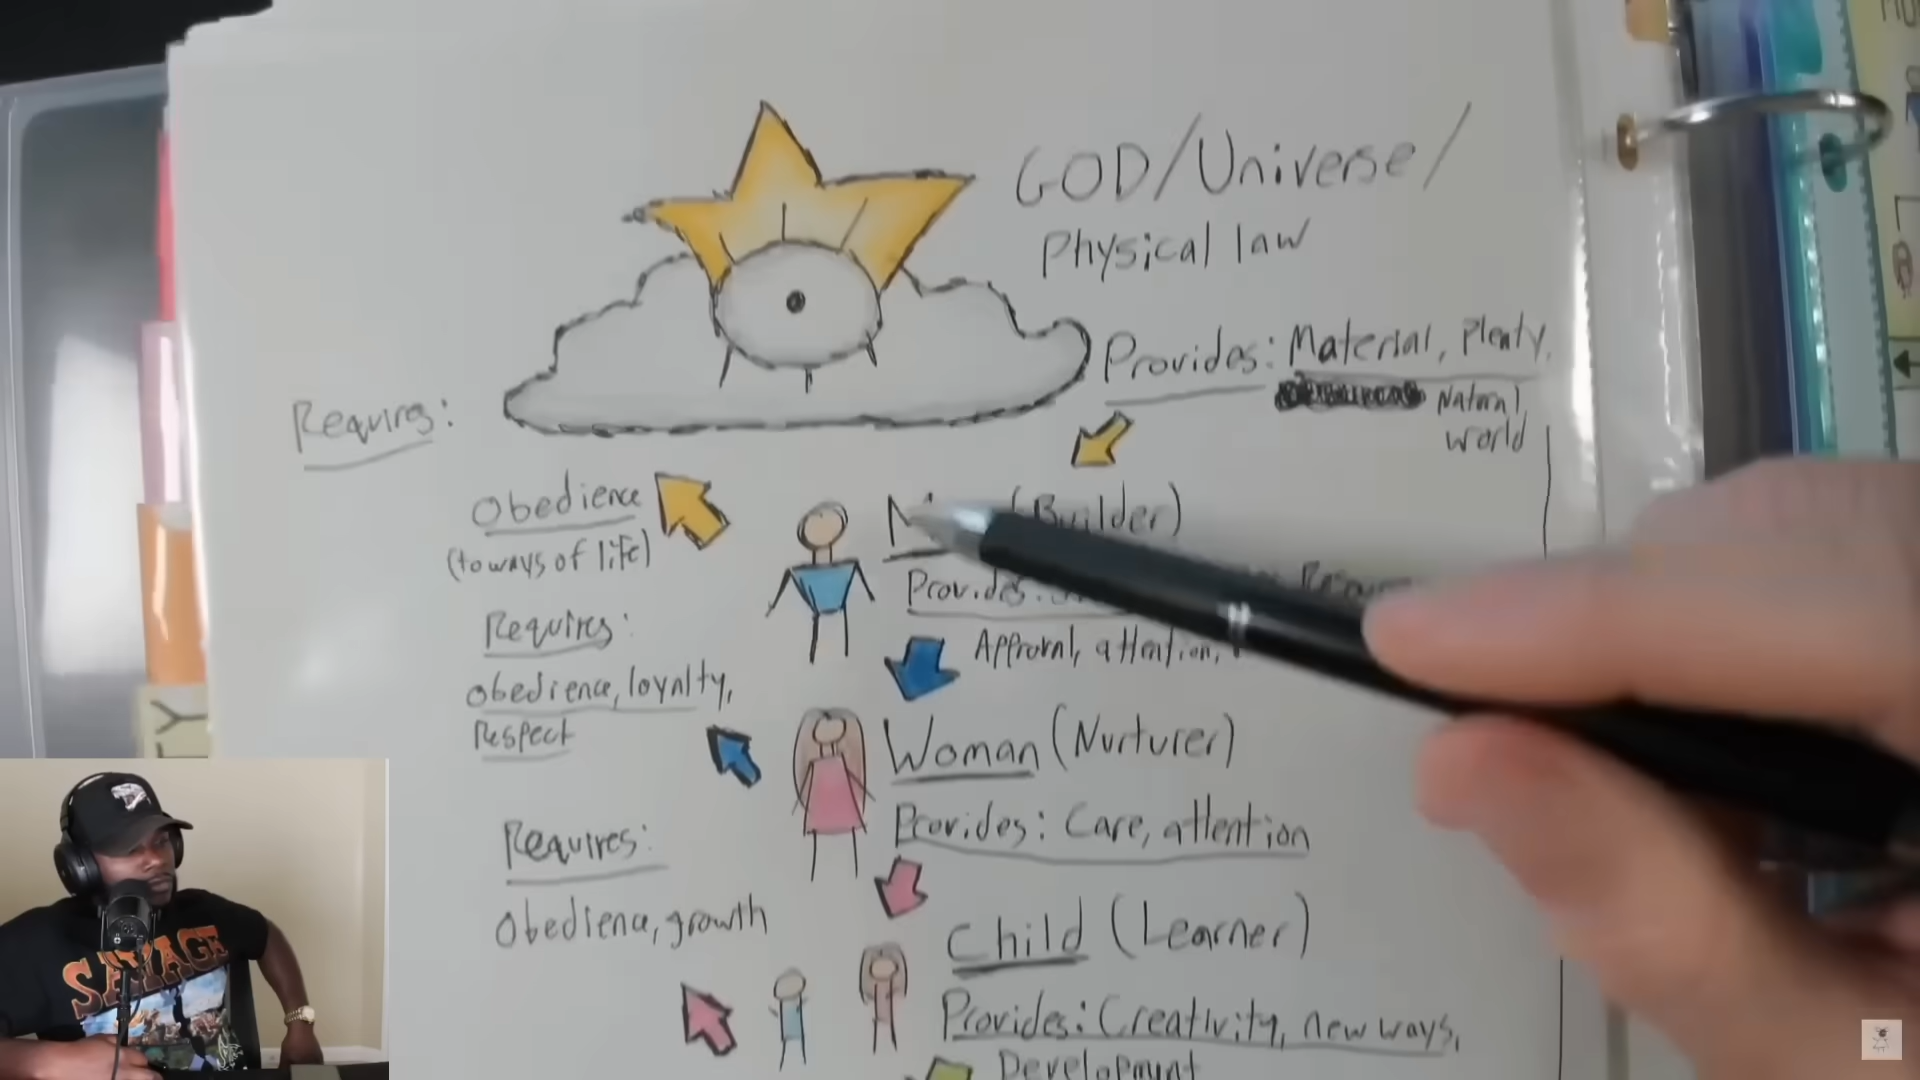 GOD/Universe/
Physical law
Provides: Material, plenty,
Natural
world
Requires:
Obedience
(to ways of life)
(Builder)
Provides:
Approval, attention,
Requires:
obedience, loyalty,
Respect
Woman (Nurturer)
Provides: Care, attention
Requires:
obedience, growth
Child (Learner)
Provides: Creativity, new ways,
Development
SAVAGE